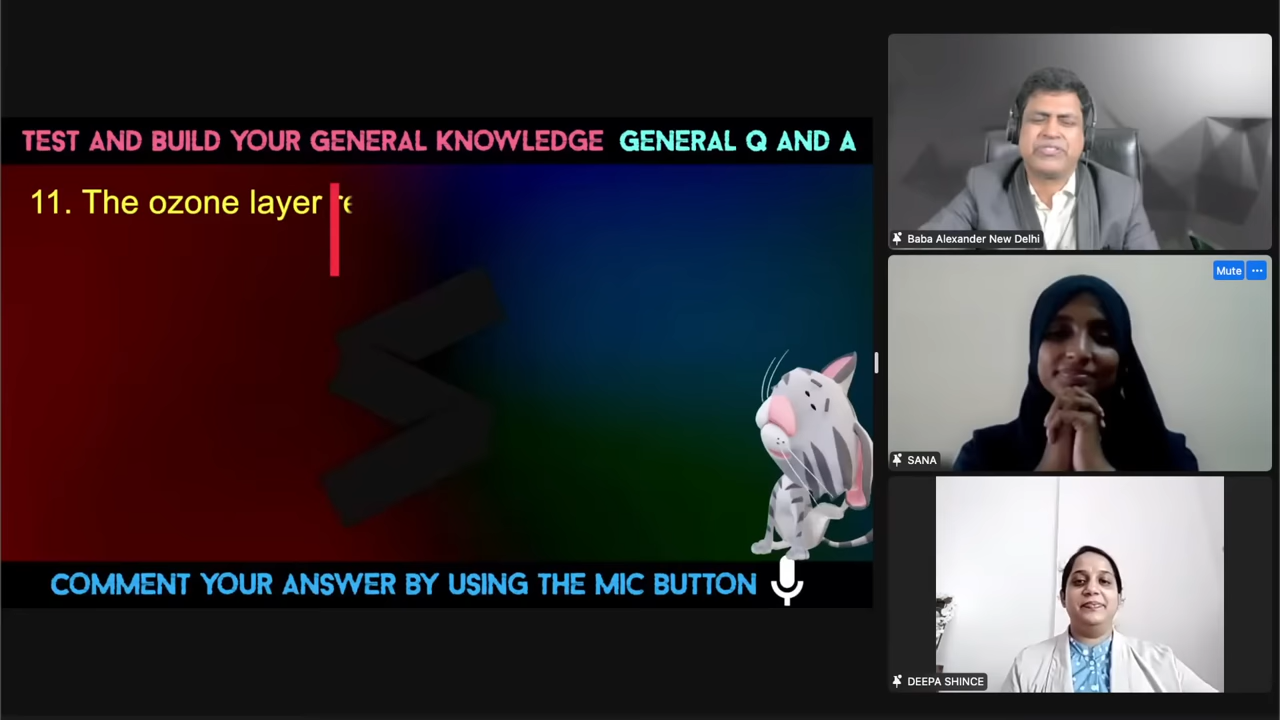 TEST AND BUILD YOUR GENERAL KNOWLEDGE GENERAL Q AND A
11. The ozone layer
COMMENT YOUR ANSWER BY USING THE MIC BUTTON
Baba Alexander New Delhi
Mute
SANA
DEEPA SHINCE